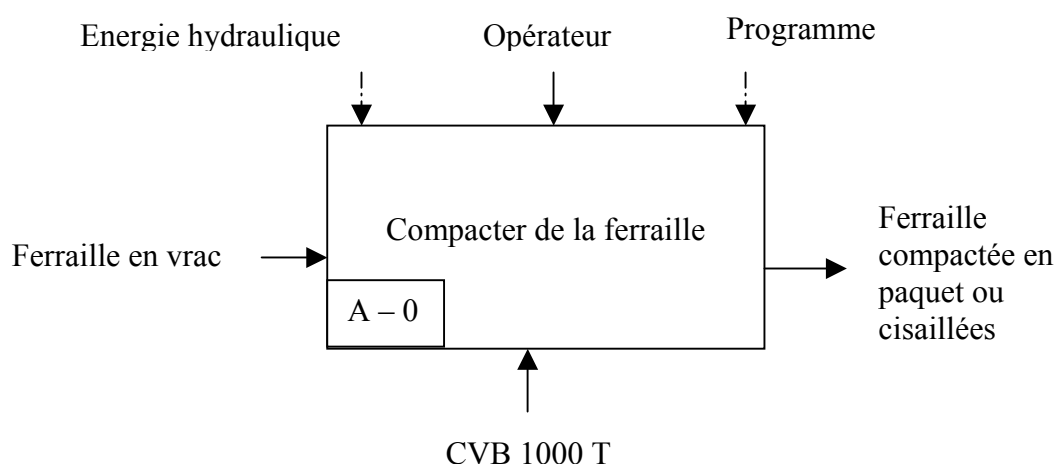 Energie hydraulique
Opérateur
Programme
Compacter de la ferraille
Ferraille en vrac
A – 0
Ferraille
compactée en
paquet ou
cisaillées
CVB 1000 T